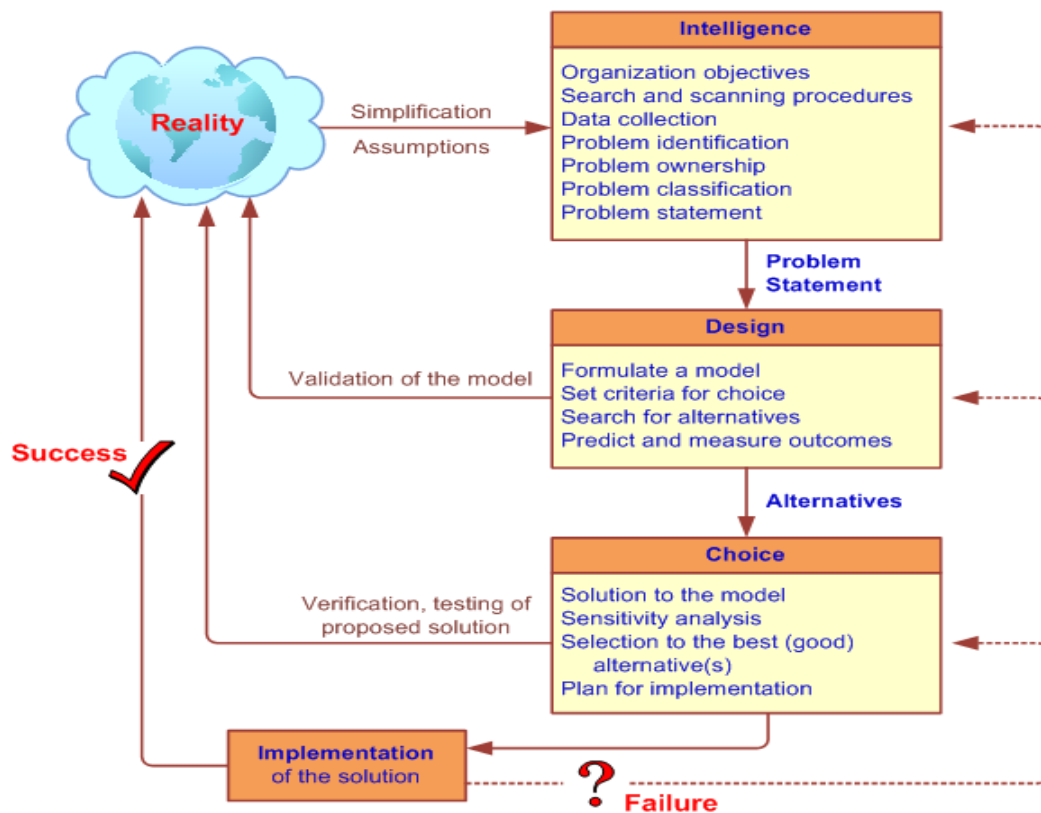 Intelligence
Organization objectives
Search and scanning procedures
Data collection
Problem identification
Problem ownership
Problem classification
Problem statement
Reality
Simplification
Assumptions
Problem
Statement
Design
Formulate a model
Set criteria for choice
Search for alternatives
Predict and measure outcomes
Validation of the model
Success
Alternatives
Choice
Solution to the model
Sensitivity analysis
Selection to the best (good)
alternative(s)
Plan for implementation
Verification, testing of
proposed solution
Implementation
of the solution
?
Failure